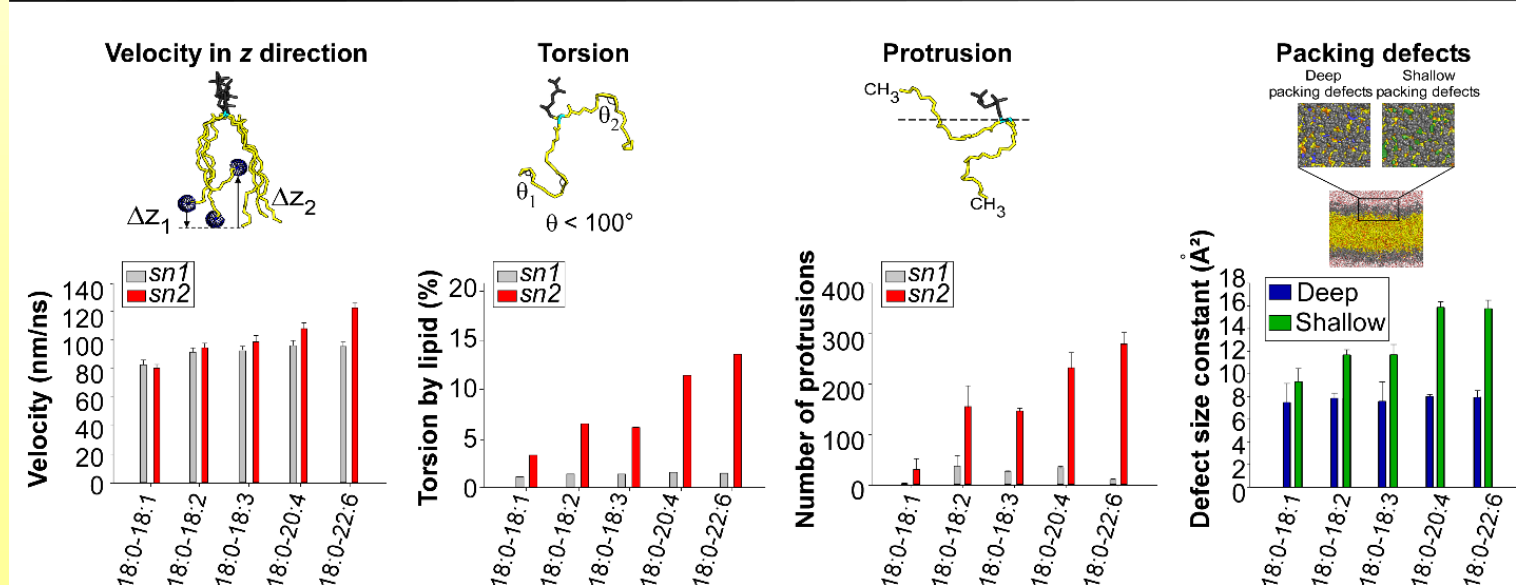 Velocity in z direction
Δz1
Δz2
sn1
sn2
Velocity (nm/ns)
140
120
100
80
60
40
20
0
18:0-18:1
18:0-18:2
18:0-18:3
18:0-20:4
18:0-22:6
Torsion
θ2
θ1
θ < 100°
sn1
sn2
Torsion by lipid (%)
20
15
10
5
0
18:0-18:1
18:0-18:2
18:0-18:3
18:0-20:4
18:0-22:6
Protrusion
CH3
CH3
sn1
sn2
Number of protrusions
400
300
200
100
0
18:0-18:1
18:0-18:2
18:0-18:3
18:0-20:4
18:0-22:6
Packing defects
Deep
packing defects
Shallow
packing defects
Deep
Shallow
Defect size constant (Å²)
18
16
14
12
10
8
6
4
2
0
18:0-18:1
18:0-18:2
18:0-18:3
18:0-20:4
18:0-22:6